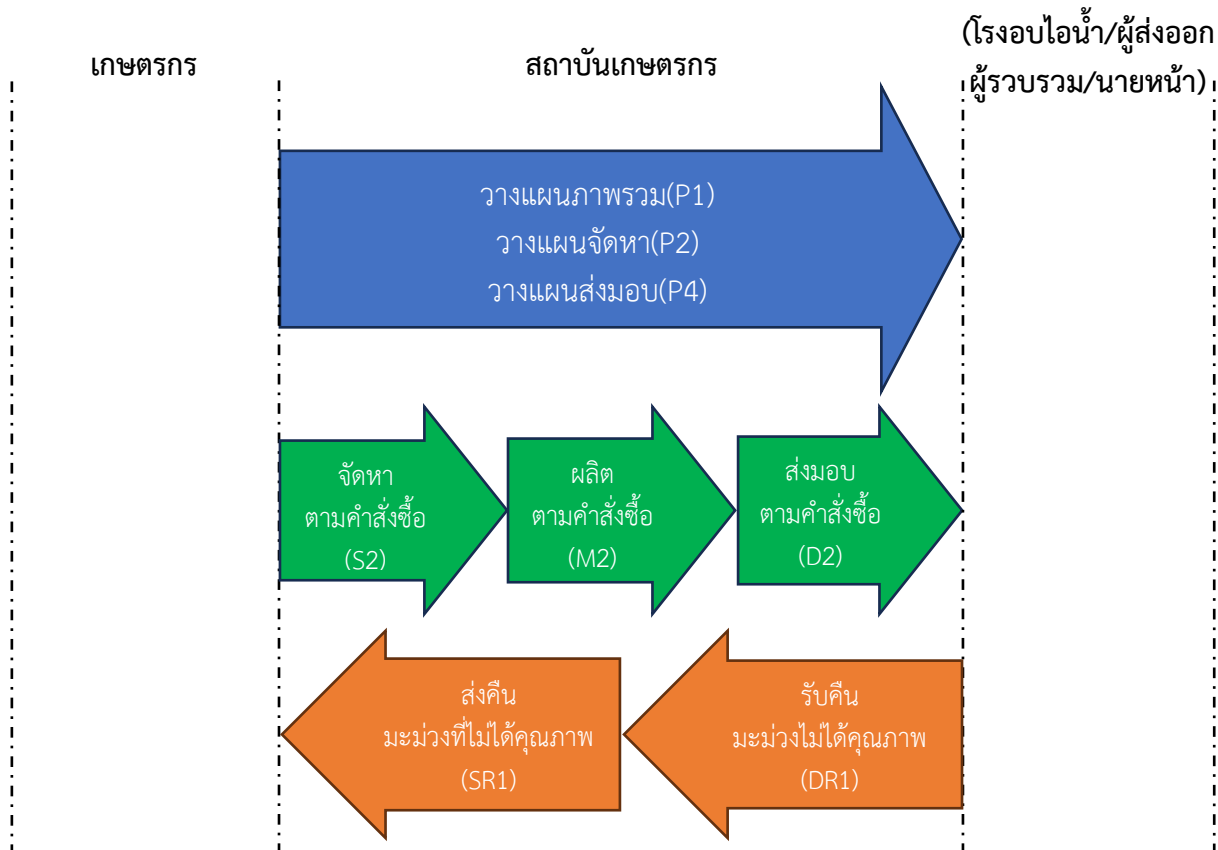 เกษตรกร
สถาบันเกษตรกร
(โรงอบไอน้ำ/ผู้ส่งออก
ผู้รวบรวม/นายหน้า)
วางแผนภาพรวม(P1)
วางแผนจัดหา(P2)
วางแผนส่งมอบ(P4)
จัดหา
ตามคำสั่งซื้อ
(S2)
ผลิต
ตามคำสั่งซื้อ
(M2)
ส่งมอบ
ตามคำสั่งซื้อ
(D2)
ส่งคืน
มะม่วงที่ไม่ได้คุณภาพ
(SR1)
รับคืน
มะม่วงไม่ได้คุณภาพ
(DR1)